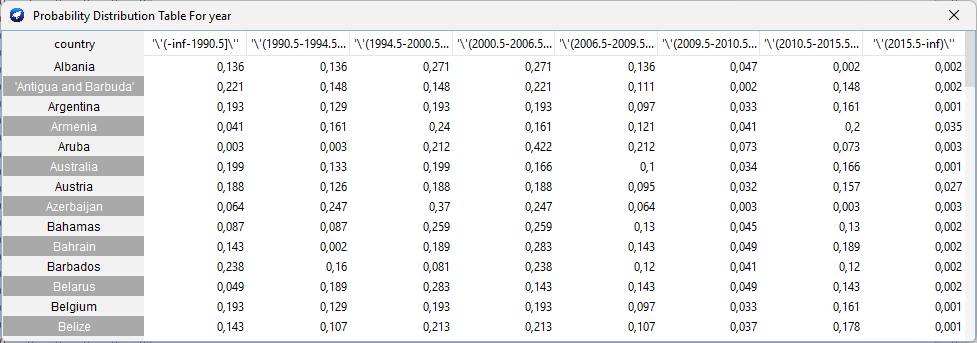 Probability Distribution Table For year
country '\'(-inf-1990.5]\'' '\'(1990.5-1994.5... '\'(1994.5-2000.5... '\'(2000.5-2006.5... '\'(2006.5-2009.5... '\'(2009.5-2010.5... '\'(2010.5-2015.5... '\'(2015.5-inf)\''
Albania 0,136 0,136 0,271 0,271 0,136 0,047 0,002 0,002
'Antigua and Barbuda' 0,221 0,148 0,148 0,221 0,111 0,002 0,148 0,002
Argentina 0,193 0,129 0,193 0,193 0,097 0,033 0,161 0,001
Armenia 0,041 0,161 0,24 0,161 0,121 0,041 0,2 0,035
Aruba 0,003 0,003 0,212 0,422 0,212 0,073 0,073 0,003
Australia 0,199 0,133 0,199 0,166 0,1 0,034 0,166 0,001
Austria 0,188 0,126 0,188 0,188 0,095 0,032 0,157 0,027
Azerbaijan 0,064 0,247 0,37 0,247 0,064 0,003 0,003 0,003
Bahamas 0,087 0,087 0,259 0,259 0,13 0,045 0,13 0,002
Bahrain 0,143 0,002 0,189 0,283 0,143 0,049 0,189 0,002
Barbados 0,238 0,16 0,081 0,238 0,12 0,041 0,12 0,002
Belarus 0,049 0,189 0,283 0,143 0,143 0,049 0,143 0,002
Belgium 0,193 0,129 0,193 0,193 0,097 0,033 0,161 0,001
Belize 0,143 0,107 0,213 0,213 0,107 0,037 0,178 0,001